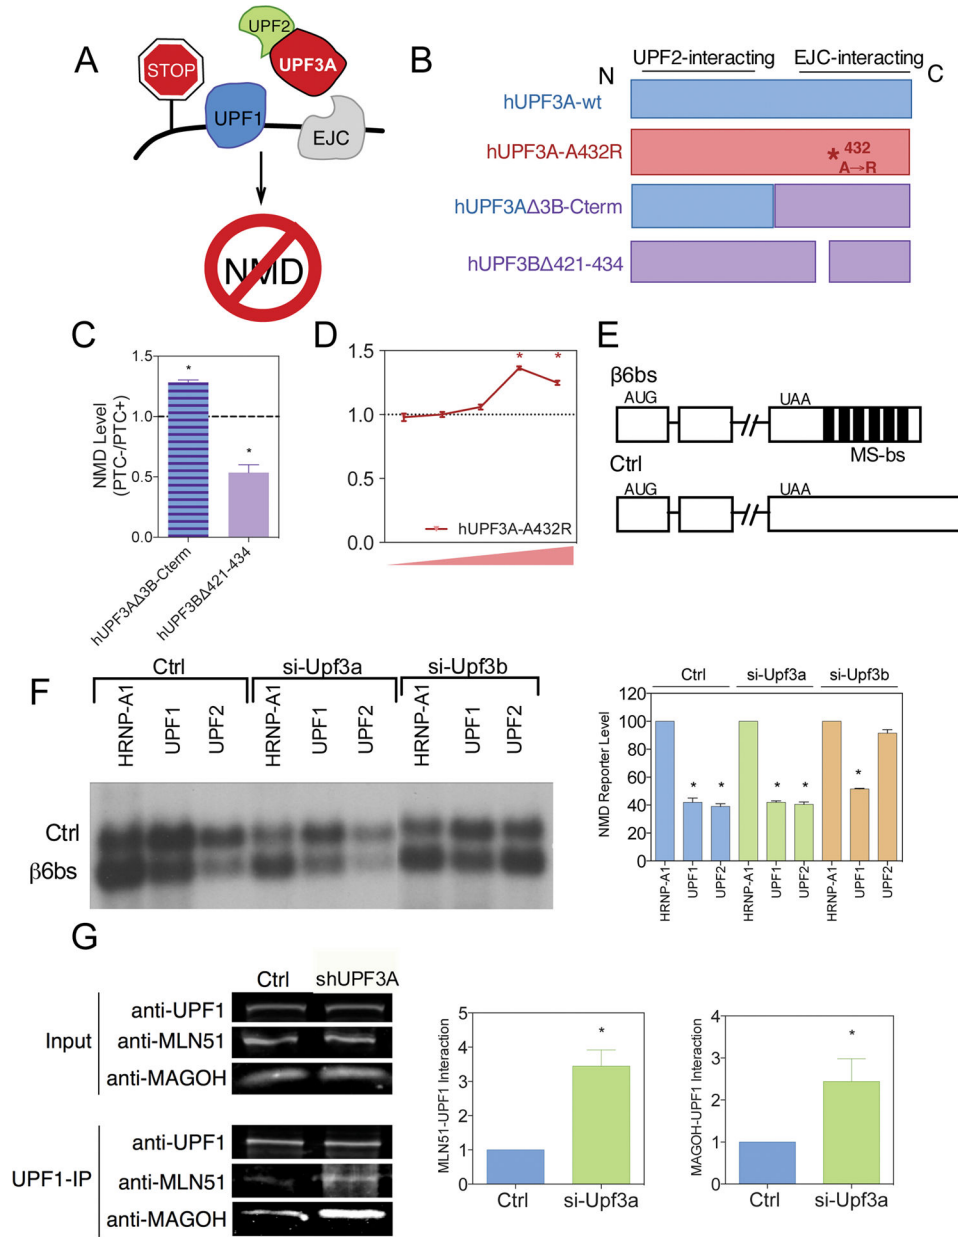 A
STOP
UPF2
UPF3A
UPF1
EJC
NMD
B
UPF2-interacting
EJC-interacting
N
C
hUPF3A-wt
hUPF3A-A432R
* 432
A→R
hUPF3AΔ3B-Cterm
hUPF3BΔ421-434
C
NMD Level
(PTC-/PTC+)
1.5
1.0
0.5
0.0
*
*
hUPF3AΔ3B-Cterm
hUPF3BΔ421-434
D
1.5
1.0
0.5
0.0
*
*
hUPF3A-A432R
E
β6bs
AUG
UAA
MS-bs
Ctrl
AUG
UAA
F
Ctrl
si-Upf3a
si-Upf3b
HRNP-A1
UPF1
UPF2
HRNP-A1
UPF1
UPF2
HRNP-A1
UPF1
UPF2
Ctrl
β6bs
Ctrl
si-Upf3a
si-Upf3b
NMD Reporter Level
120
100
80
60
40
20
0
*
*
*
*
*
HRNP-A1
UPF1
UPF2
HRNP-A1
UPF1
UPF2
HRNP-A1
UPF1
UPF2
G
Ctrl
shUPF3A
Input
anti-UPF1
anti-MLN51
anti-MAGOH
UPF1-IP
anti-UPF1
anti-MLN51
anti-MAGOH
MLN51-UPF1 Interaction
5
4
3
2
1
0
*
Ctrl
si-Upf3a
MAGOH-UPF1 Interaction
4
3
2
1
0
*
Ctrl
si-Upf3a